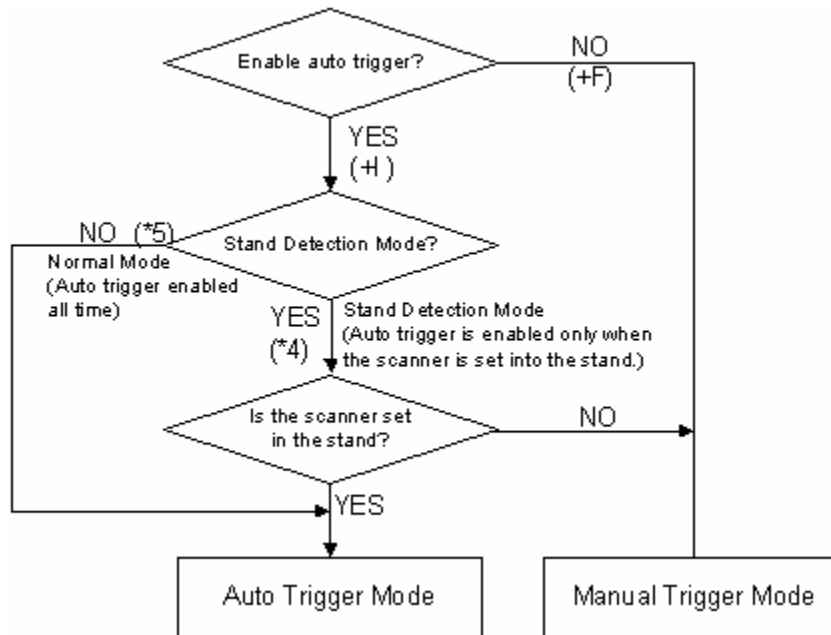 Enable auto trigger?
NO
(+F)
YES
(+I)
NO (*5)
Stand Detection Mode?
Normal Mode
(Auto trigger enabled
all time)
YES
(*4)
Stand Detection Mode
(Auto trigger is enabled only when
the scanner is set into the stand.)
Is the scanner set
in the stand?
NO
YES
Auto Trigger Mode
Manual Trigger Mode